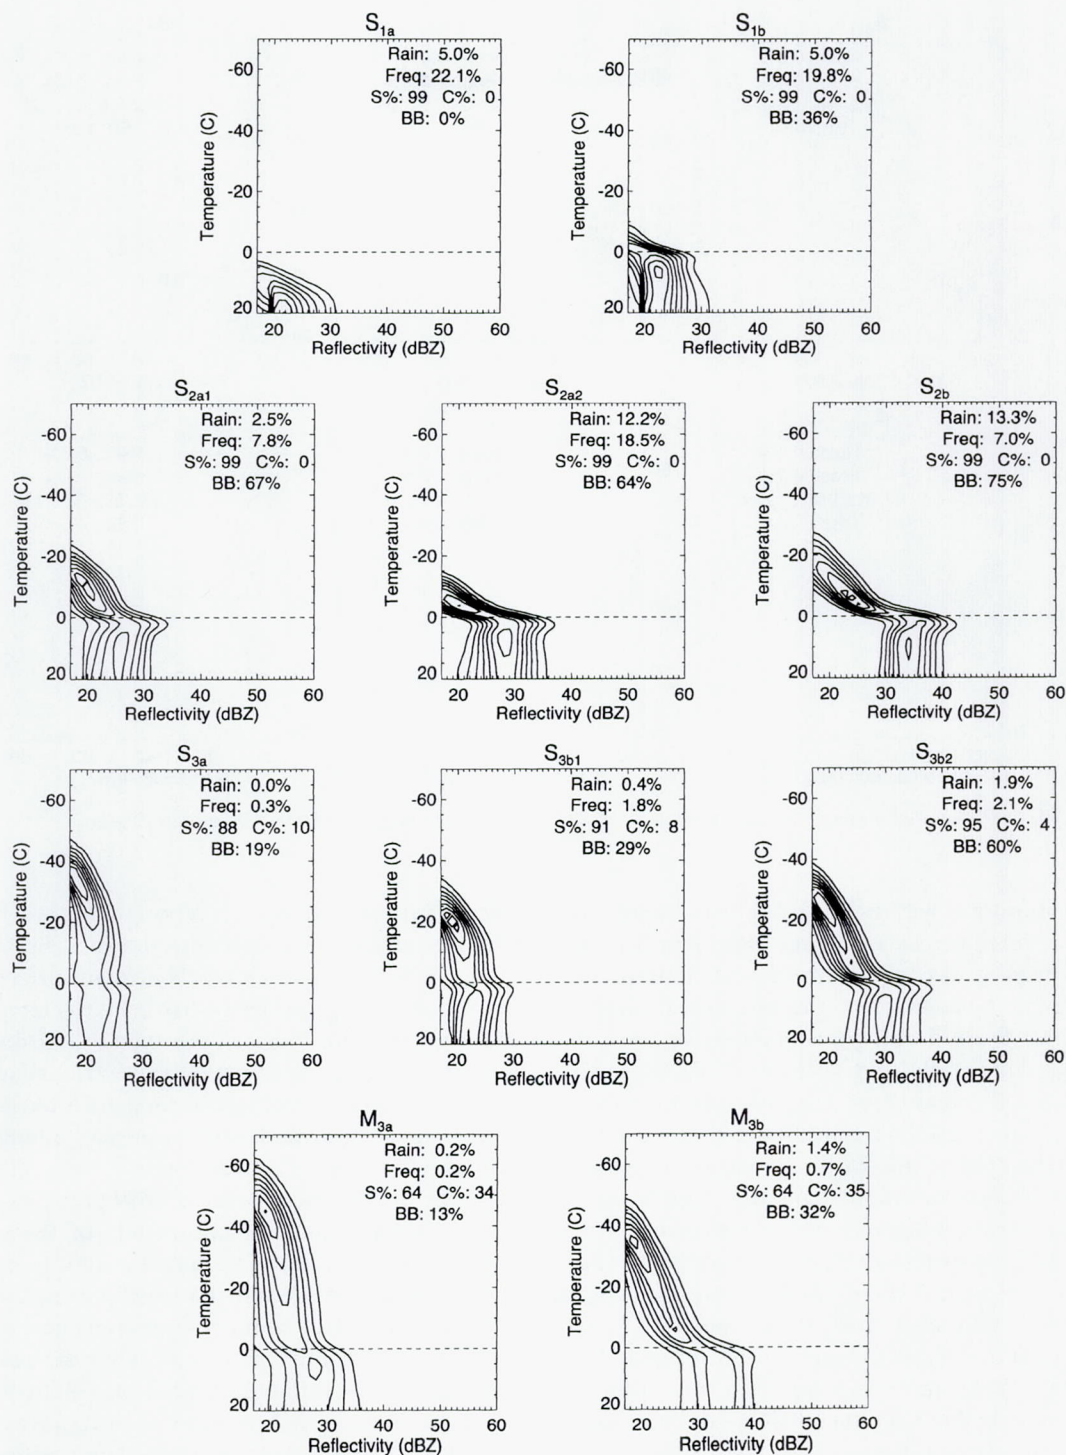 S1a
Rain: 5.0%
Freq: 22.1%
S%: 99 C%: 0
BB: 0%
-60
-40
-20
0
20
Temperature (C)
20 30 40 50 60
Reflectivity (dBZ)
S1b
Rain: 5.0%
Freq: 19.8%
S%: 99 C%: 0
BB: 36%
-60
-40
-20
0
20
Temperature (C)
20 30 40 50 60
Reflectivity (dBZ)
S2a1
Rain: 2.5%
Freq: 7.8%
S%: 99 C%: 0
BB: 67%
-60
-40
-20
0
20
Temperature (C)
20 30 40 50 60
Reflectivity (dBZ)
S2a2
Rain: 12.2%
Freq: 18.5%
S%: 99 C%: 0
BB: 64%
-60
-40
-20
0
20
Temperature (C)
20 30 40 50 60
Reflectivity (dBZ)
S2b
Rain: 13.3%
Freq: 7.0%
S%: 99 C%: 0
BB: 75%
-60
-40
-20
0
20
Temperature (C)
20 30 40 50 60
Reflectivity (dBZ)
S3a
Rain: 0.0%
Freq: 0.3%
S%: 88 C%: 10
BB: 19%
-60
-40
-20
0
20
Temperature (C)
20 30 40 50 60
Reflectivity (dBZ)
S3b1
Rain: 0.4%
Freq: 1.8%
S%: 91 C%: 8
BB: 29%
-60
-40
-20
0
20
Temperature (C)
20 30 40 50 60
Reflectivity (dBZ)
S3b2
Rain: 1.9%
Freq: 2.1%
S%: 95 C%: 4
BB: 60%
-60
-40
-20
0
20
Temperature (C)
20 30 40 50 60
Reflectivity (dBZ)
M3a
Rain: 0.2%
Freq: 0.2%
S%: 64 C%: 34
BB: 13%
-60
-40
-20
0
20
Temperature (C)
20 30 40 50 60
Reflectivity (dBZ)
M3b
Rain: 1.4%
Freq: 0.7%
S%: 64 C%: 35
BB: 32%
-60
-40
-20
0
20
Temperature (C)
20 30 40 50 60
Reflectivity (dBZ)